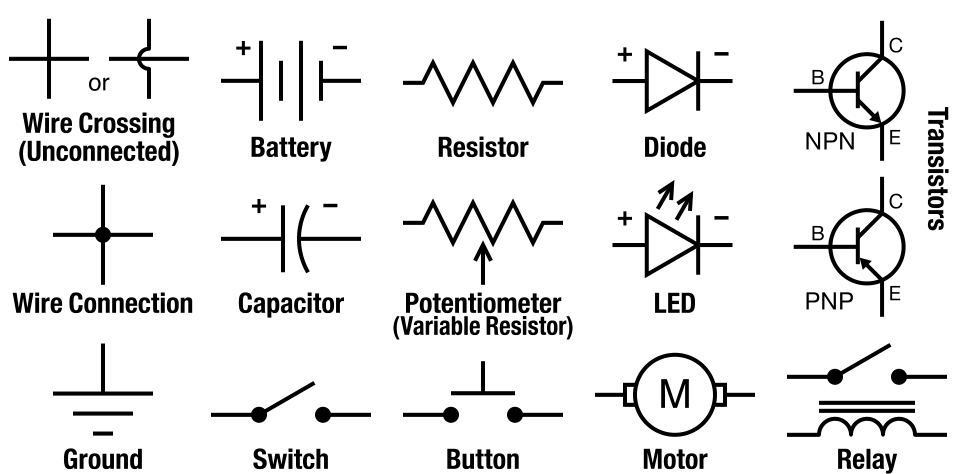 or
Wire Crossing
(Unconnected)
+ −
Battery
Resistor
+ −
Diode
C
B
E
NPN
Transistors
Wire Connection
+ −
Capacitor
Potentiometer
(Variable Resistor)
+ −
LED
C
B
E
PNP
Ground
Switch
Button
M
Motor
Relay